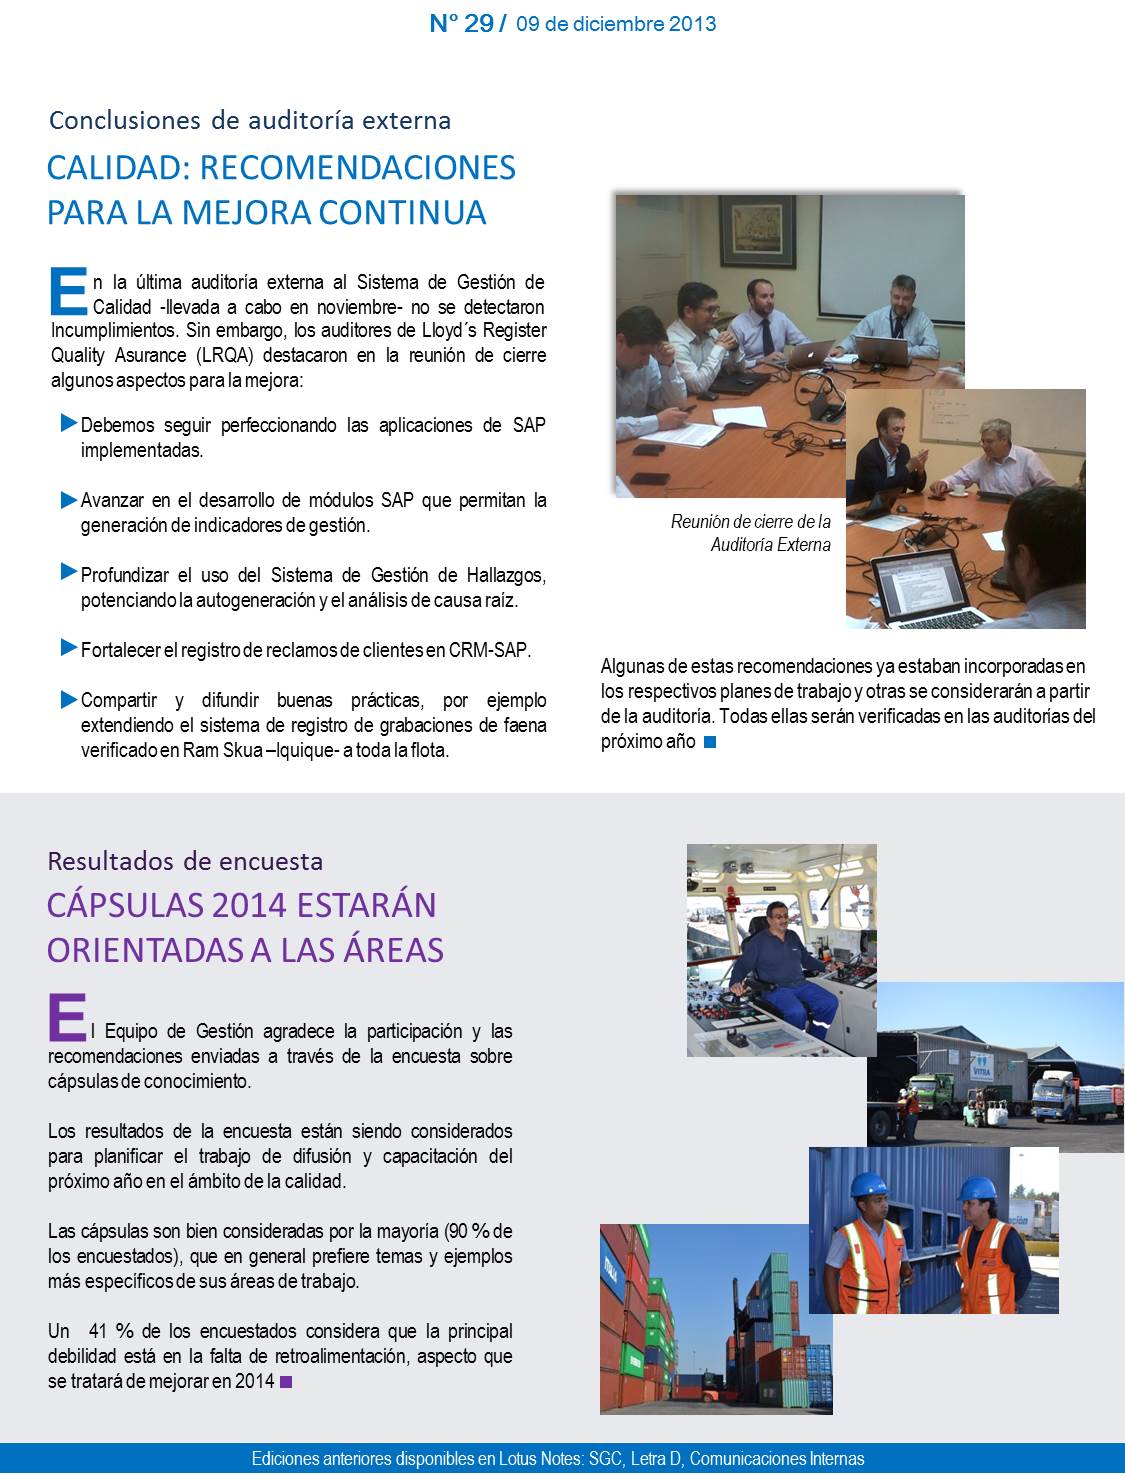 N° 29 / 09 de diciembre 2013
Conclusiones de auditoría externa
CALIDAD: RECOMENDACIONES
PARA LA MEJORA CONTINUA
En la última auditoría externa al Sistema de Gestión de
Calidad -llevada a cabo en noviembre- no se detectaron
Incumplimientos. Sin embargo, los auditores de Lloyd´s Register
Quality Asurance (LRQA) destacaron en la reunión de cierre
algunos aspectos para la mejora:
Debemos seguir perfeccionando las aplicaciones de SAP
implementadas.
Avanzar en el desarrollo de módulos SAP que permitan la
generación de indicadores de gestión.
Profundizar el uso del Sistema de Gestión de Hallazgos,
potenciando la autogeneración y el análisis de causa raíz.
Fortalecer el registro de reclamos de clientes en CRM-SAP.
Compartir y difundir buenas prácticas, por ejemplo
extendiendo el sistema de registro de grabaciones de faena
verificado en Ram Skua –Iquique- a toda la flota.
Reunión de cierre de la
Auditoría Externa
Algunas de estas recomendaciones ya estaban incorporadas en
los respectivos planes de trabajo y otras se considerarán a partir
de la auditoría. Todas ellas serán verificadas en las auditorías del
próximo año
Resultados de encuesta
CÁPSULAS 2014 ESTARÁN
ORIENTADAS A LAS ÁREAS
El Equipo de Gestión agradece la participación y las
recomendaciones enviadas a través de la encuesta sobre
cápsulas de conocimiento.
Los resultados de la encuesta están siendo considerados
para planificar el trabajo de difusión y capacitación del
próximo año en el ámbito de la calidad.
Las cápsulas son bien consideradas por la mayoría (90 % de
los encuestados), que en general prefiere temas y ejemplos
más específicos de sus áreas de trabajo.
Un 41 % de los encuestados considera que la principal
debilidad está en la falta de retroalimentación, aspecto que
se tratará de mejorar en 2014
VITRA
ITALIA
Ediciones anteriores disponibles en Lotus Notes: SGC, Letra D, Comunicaciones Internas